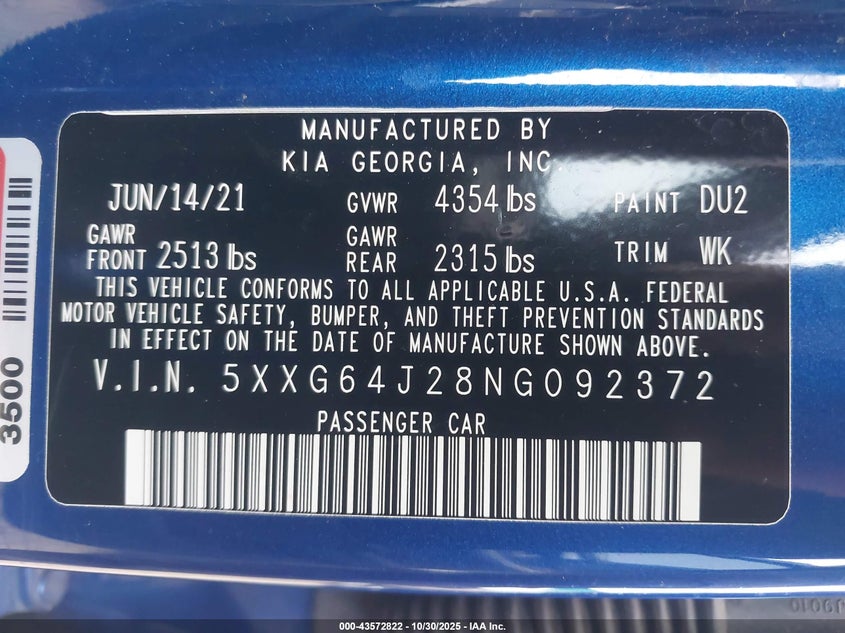 MANUFACTURED BY
KIA GEORGIA, INC.
JUN/14/21 GVWR 4354 lbs PAINT DU2
GAWR FRONT 2513 lbs GAWR REAR 2315 lbs TRIM WK
THIS VEHICLE CONFORMS TO ALL APPLICABLE U.S.A. FEDERAL
MOTOR VEHICLE SAFETY, BUMPER, AND THEFT PREVENTION STANDARDS
IN EFFECT ON THE DATE OF MANUFACTURE SHOWN ABOVE.
V.I.N. 5XXG64J28NG092372
PASSENGER CAR
3500
000-43572822 - 10/30/2025 - IAA Inc.